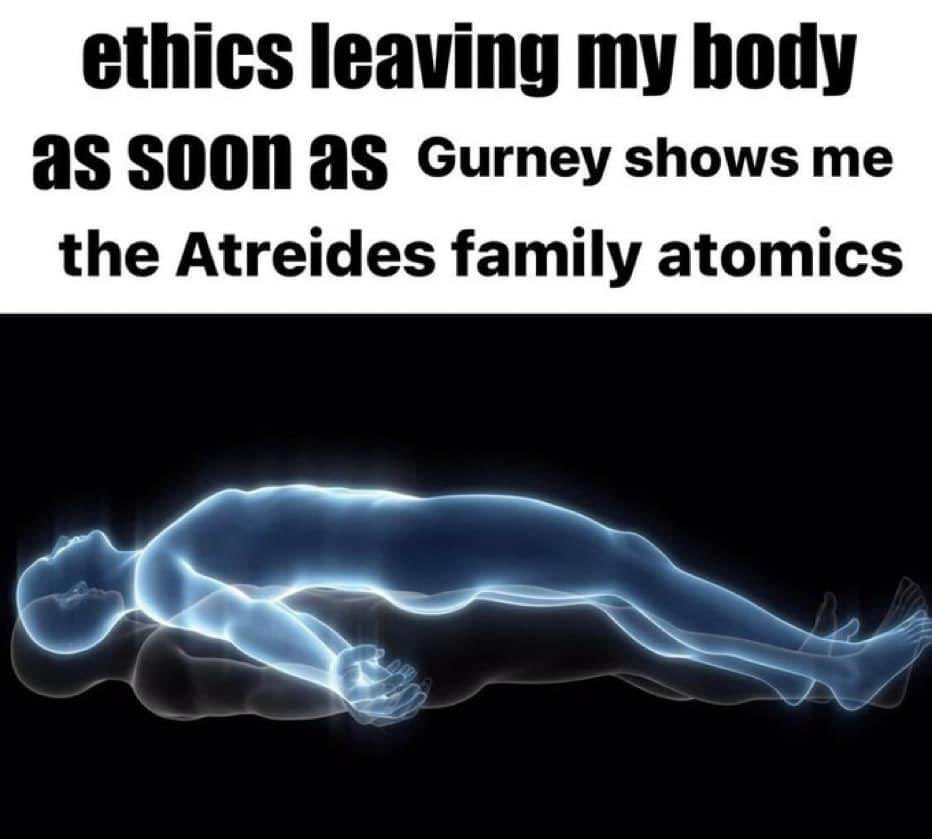 ethics leaving my body
as soon as Gurney shows me
the Atreides family atomics